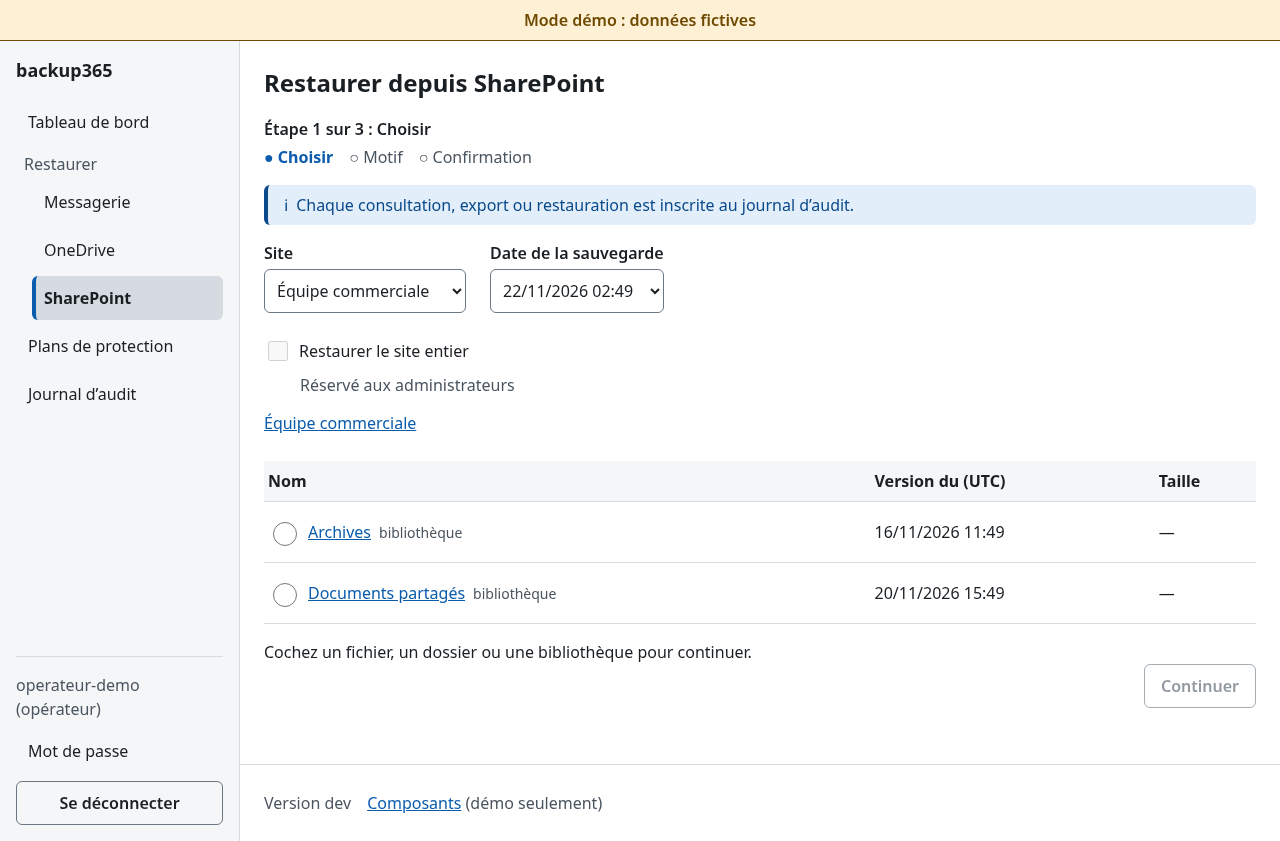 Mode démo : données fictives
backup365
Tableau de bord
Restaurer
Messagerie
OneDrive
SharePoint
Plans de protection
Journal d’audit
operateur-demo
(opérateur)
Mot de passe
Se déconnecter
Restaurer depuis SharePoint
Étape 1 sur 3 : Choisir
● Choisir ○ Motif ○ Confirmation
i Chaque consultation, export ou restauration est inscrite au journal d’audit.
Site Date de la sauvegarde
Équipe commerciale 22/11/2026 02:49
Restaurer le site entier
Réservé aux administrateurs
Équipe commerciale
Nom Version du (UTC) Taille
Archives bibliothèque 16/11/2026 11:49 —
Documents partagés bibliothèque 20/11/2026 15:49 —
Cochez un fichier, un dossier ou une bibliothèque pour continuer.
Continuer
Version dev Composants (démo seulement)